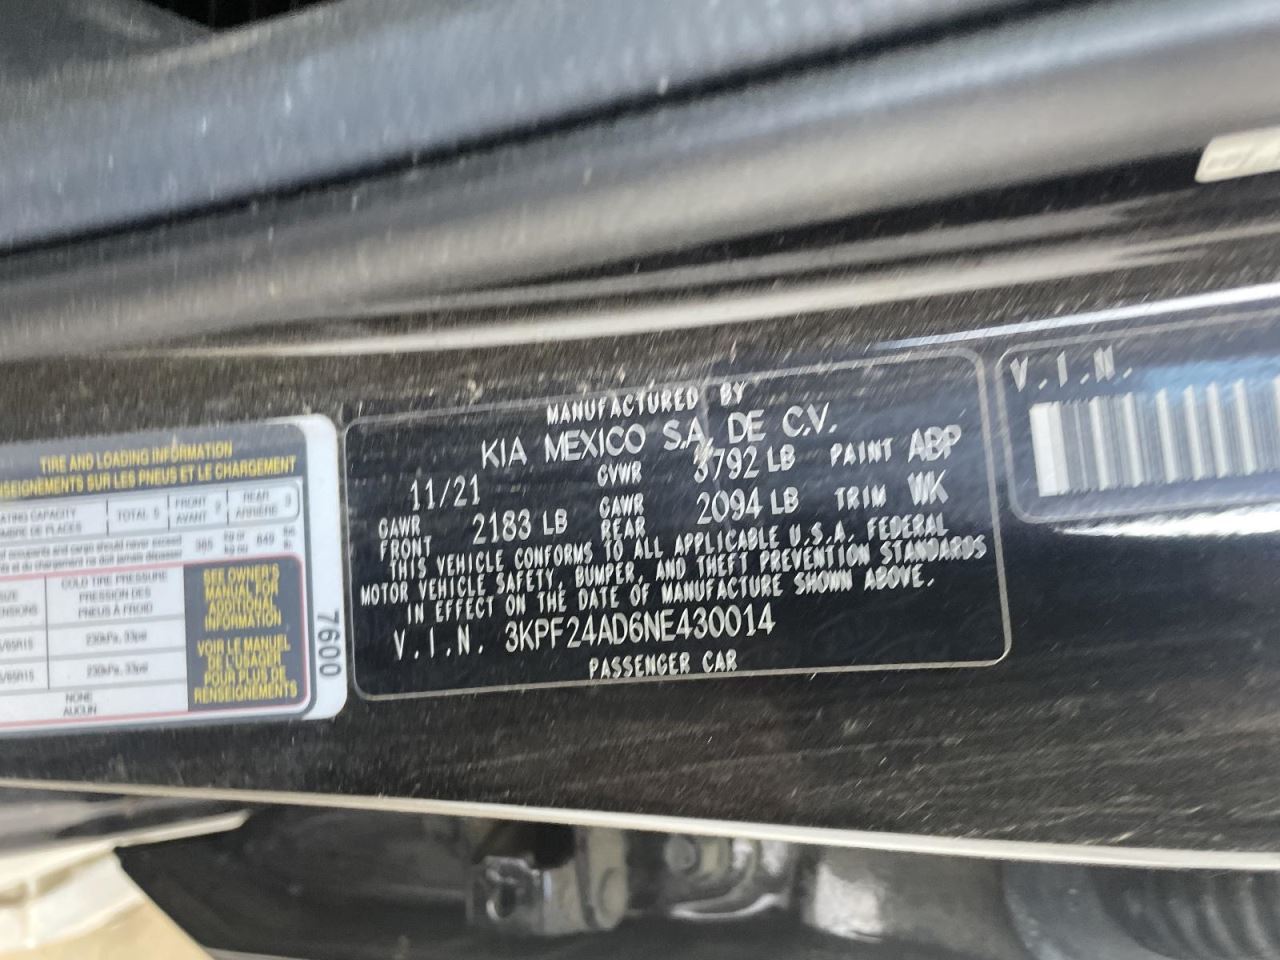 TIRE AND LOADING INFORMATION
RENSEIGNEMENTS SUR LES PNEUS ET LE CHARGEMENT
TOTAL 5
FRONT AVANT 2
REAR ARRIÈRE 3
COLD TIRE PRESSURE
PRESSION DES
PNEUS À FROID
230kPa, 33psi
230kPa, 33psi
NONE
AUCUN
SEE OWNER'S
MANUAL FOR
ADDITIONAL
INFORMATION
VOIR LE MANUEL
DE L'USAGER
POUR PLUS DE
RENSEIGNEMENTS
7600
MANUFACTURED BY
KIA MEXICO S.A. DE C.V.
11/21 GVWR 3792 LB PAINT ABP
GAWR FRONT 2183 LB GAWR REAR 2094 LB TRIM WK
THIS VEHICLE CONFORMS TO ALL APPLICABLE U.S.A. FEDERAL
MOTOR VEHICLE SAFETY, BUMPER, AND THEFT PREVENTION STANDARDS
IN EFFECT ON THE DATE OF MANUFACTURE SHOWN ABOVE.
V.I.N. 3KPF24AD6NE430014
PASSENGER CAR
V.I.N.